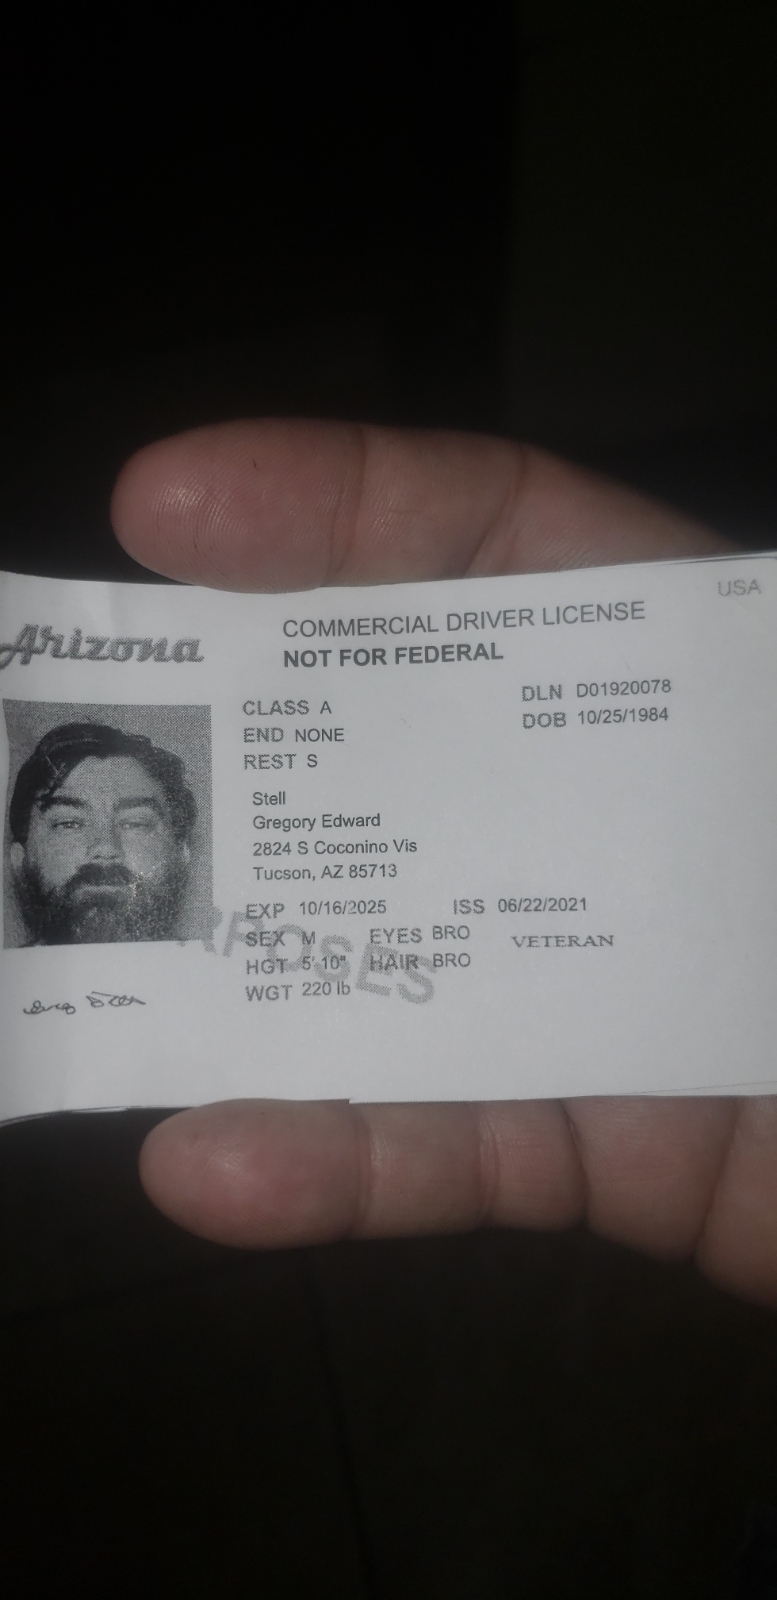 USA
Arizona
COMMERCIAL DRIVER LICENSE
NOT FOR FEDERAL
CLASS A
DLN D01920078
END NONE
DOB 10/25/1984
REST S
Stell
Gregory Edward
2824 S Coconino Vis
Tucson, AZ 85713
EXP 10/16/2025 ISS 06/22/2021
SEX M EYES BRO VETERAN
HGT 5' 10" HAIR BRO
WGT 220 lb
RPOSES